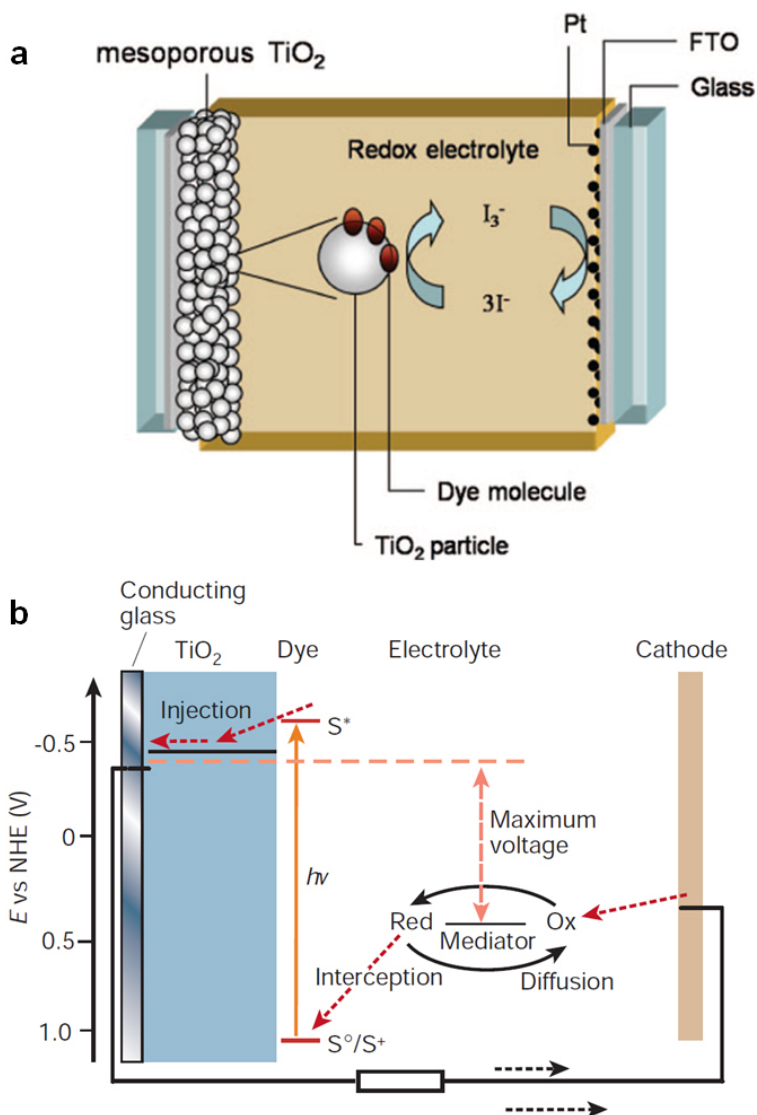 a
mesoporous TiO₂
Pt
FTO
Glass
Redox electrolyte
I₃⁻
3I⁻
Dye molecule
TiO₂ particle
b
Conducting
glass
TiO₂
Dye
Electrolyte
Cathode
Injection
S*
-0.5
0
0.5
1.0
E vs NHE (V)
Maximum
voltage
hν
Red
Ox
Mediator
Interception
Diffusion
S°/S⁺